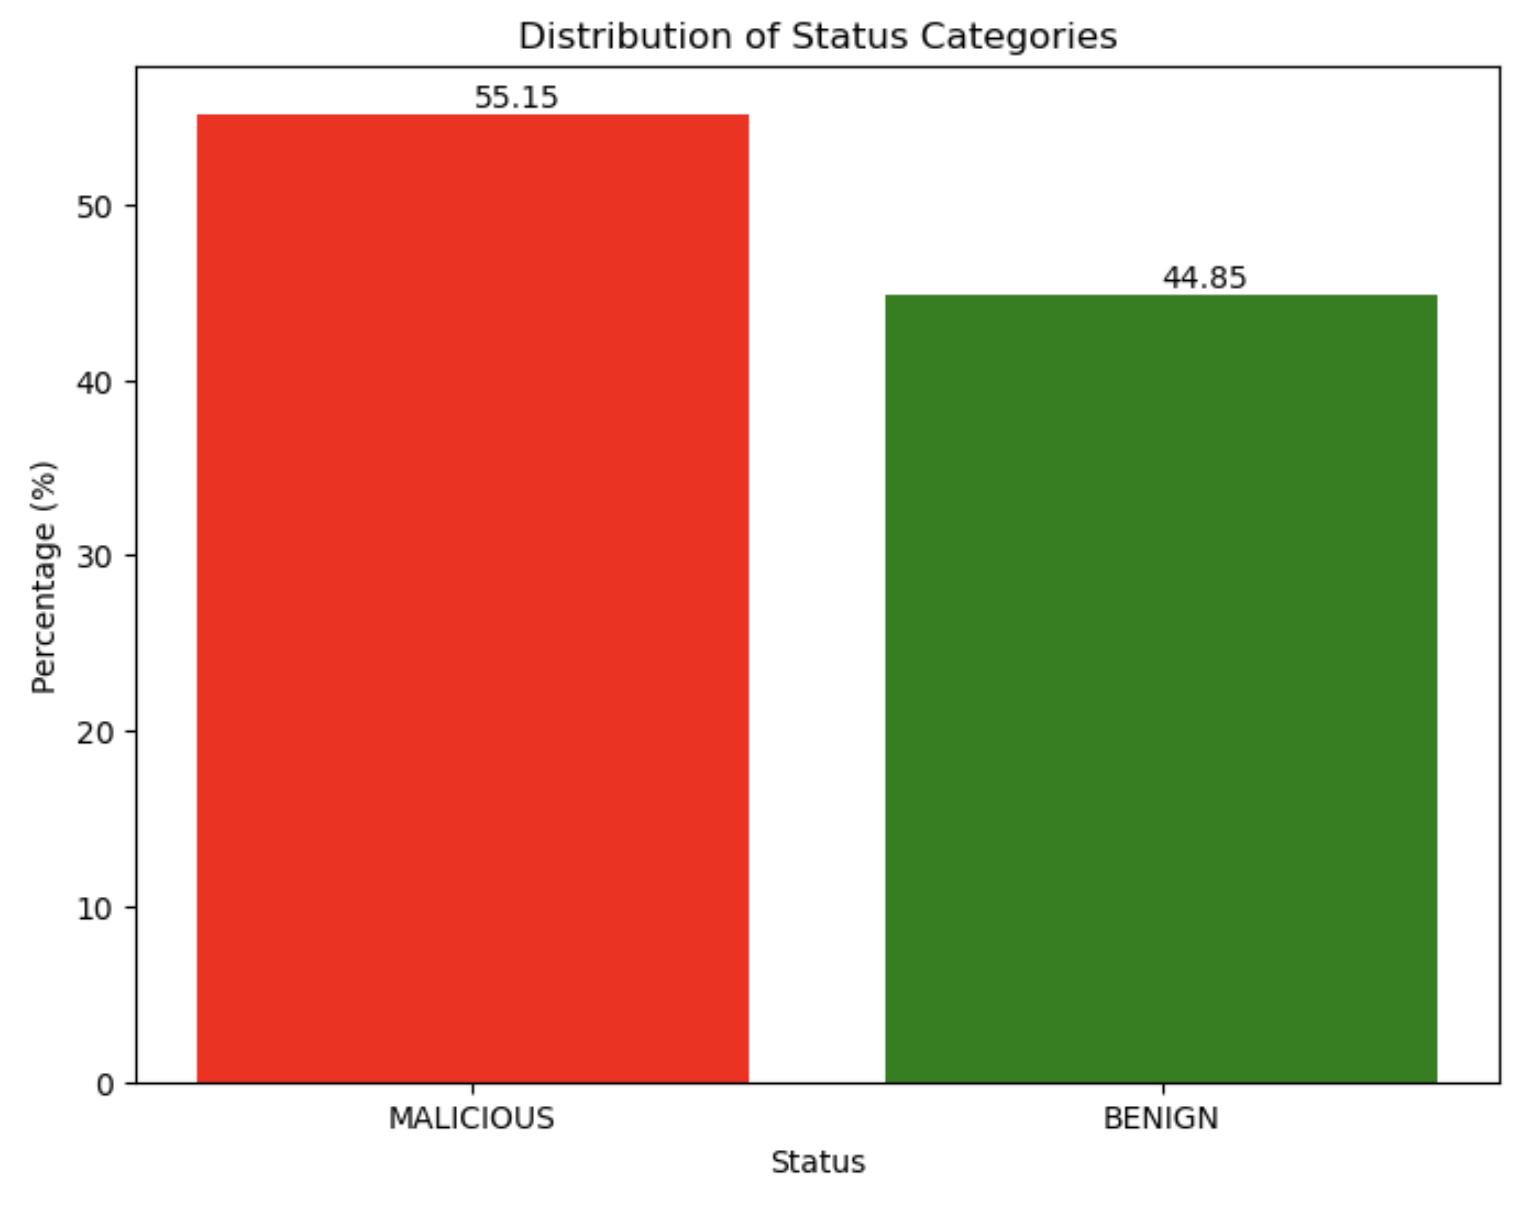 Distribution of Status Categories
55.15
44.85
50
40
30
20
10
0
Percentage (%)
MALICIOUS
BENIGN
Status